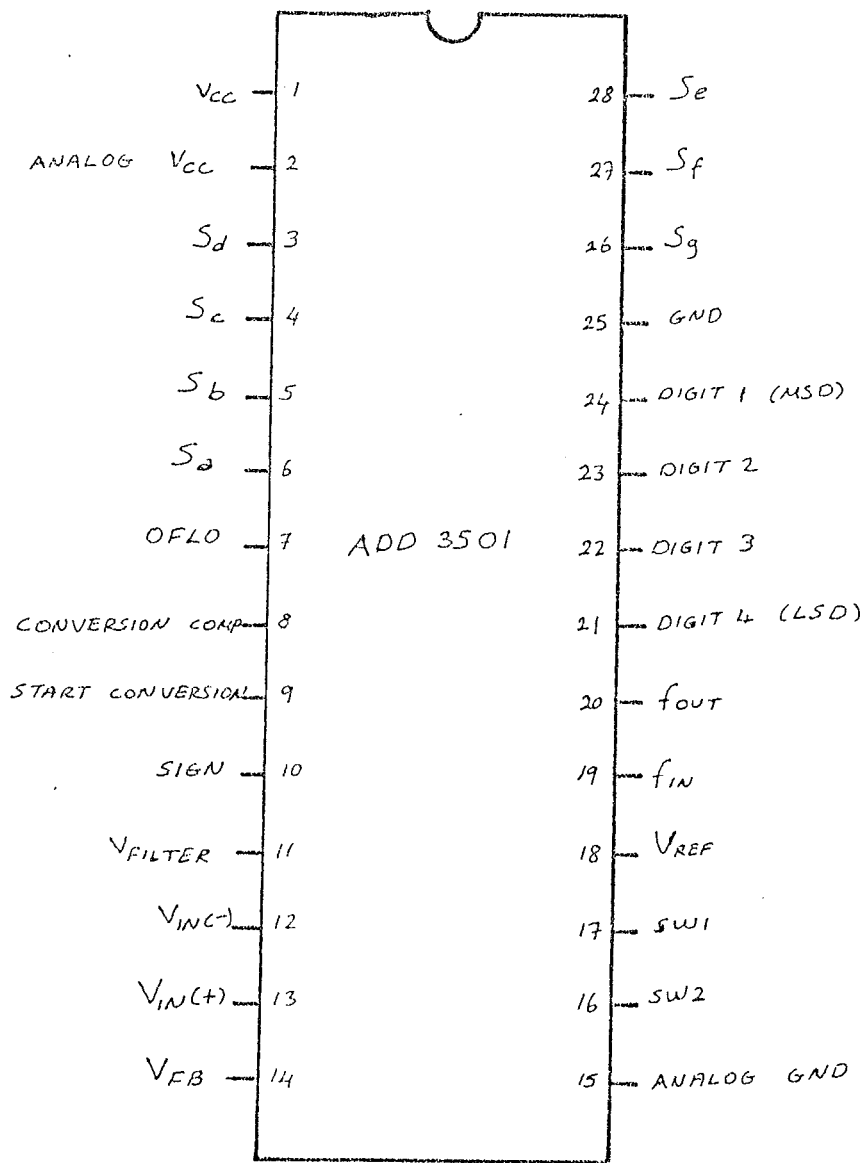 VCC 1 28 Se
ANALOG VCC 2 27 Sf
Sd 3 26 Sg
Sc 4 25 GND
Sb 5 24 DIGIT 1 (MSD)
Sa 6 23 DIGIT 2
OFLO 7 ADD 3501 22 DIGIT 3
CONVERSION COMP 8 21 DIGIT 4 (LSD)
START CONVERSION 9 20 fOUT
SIGN 10 19 fIN
VFILTER 11 18 VREF
VIN(-) 12 17 SW1
VIN(+) 13 16 SW2
VFB 14 15 ANALOG GND